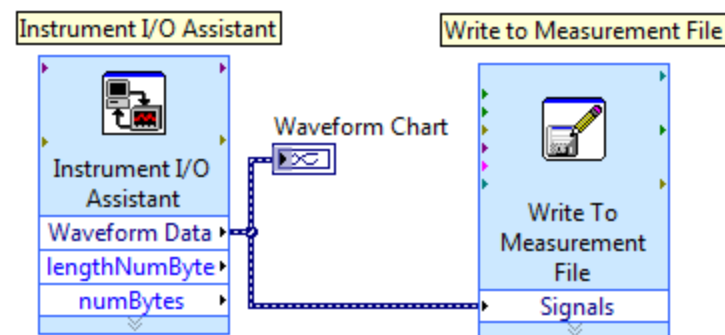 Instrument I/O Assistant
Write to Measurement File
Waveform Chart
Instrument I/O
Assistant
Waveform Data
lengthNumByte
numBytes
Write To
Measurement
File
Signals